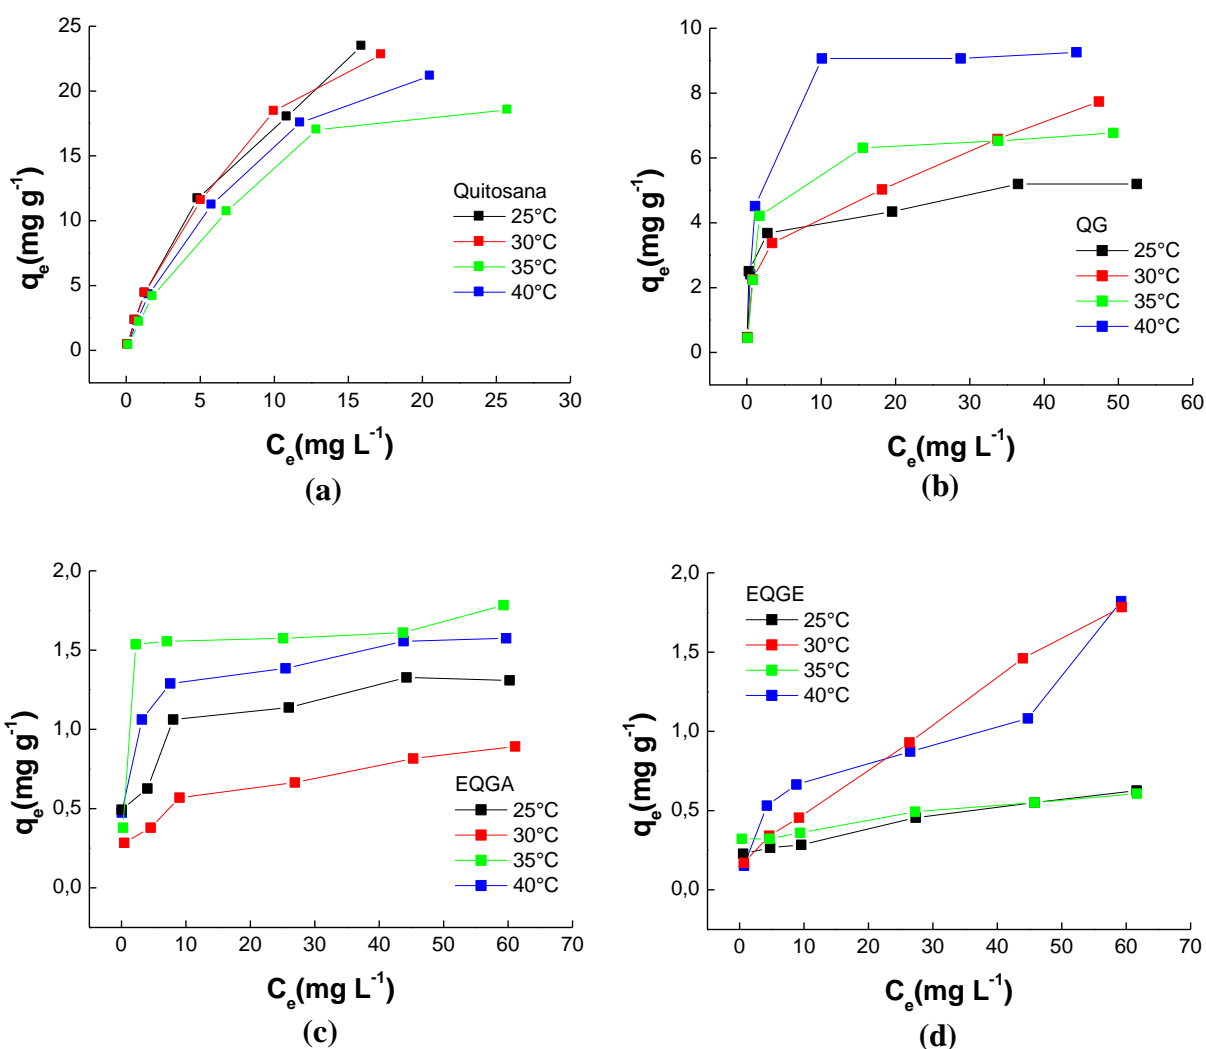 25
20
15
10
5
0
qe(mg g-1)
Quitosana
25°C
30°C
35°C
40°C
0 5 10 15 20 25 30
Ce(mg L-1)
(a)
10
8
6
4
2
0
qe(mg g-1)
QG
25°C
30°C
35°C
40°C
0 10 20 30 40 50 60
Ce(mg L-1)
(b)
2,0
1,5
1,0
0,5
0,0
qe(mg g-1)
EQGA
25°C
30°C
35°C
40°C
0 10 20 30 40 50 60 70
Ce(mg L-1)
(c)
2,0
1,5
1,0
0,5
0,0
qe(mg g-1)
EQGE
25°C
30°C
35°C
40°C
0 10 20 30 40 50 60 70
Ce(mg L-1)
(d)